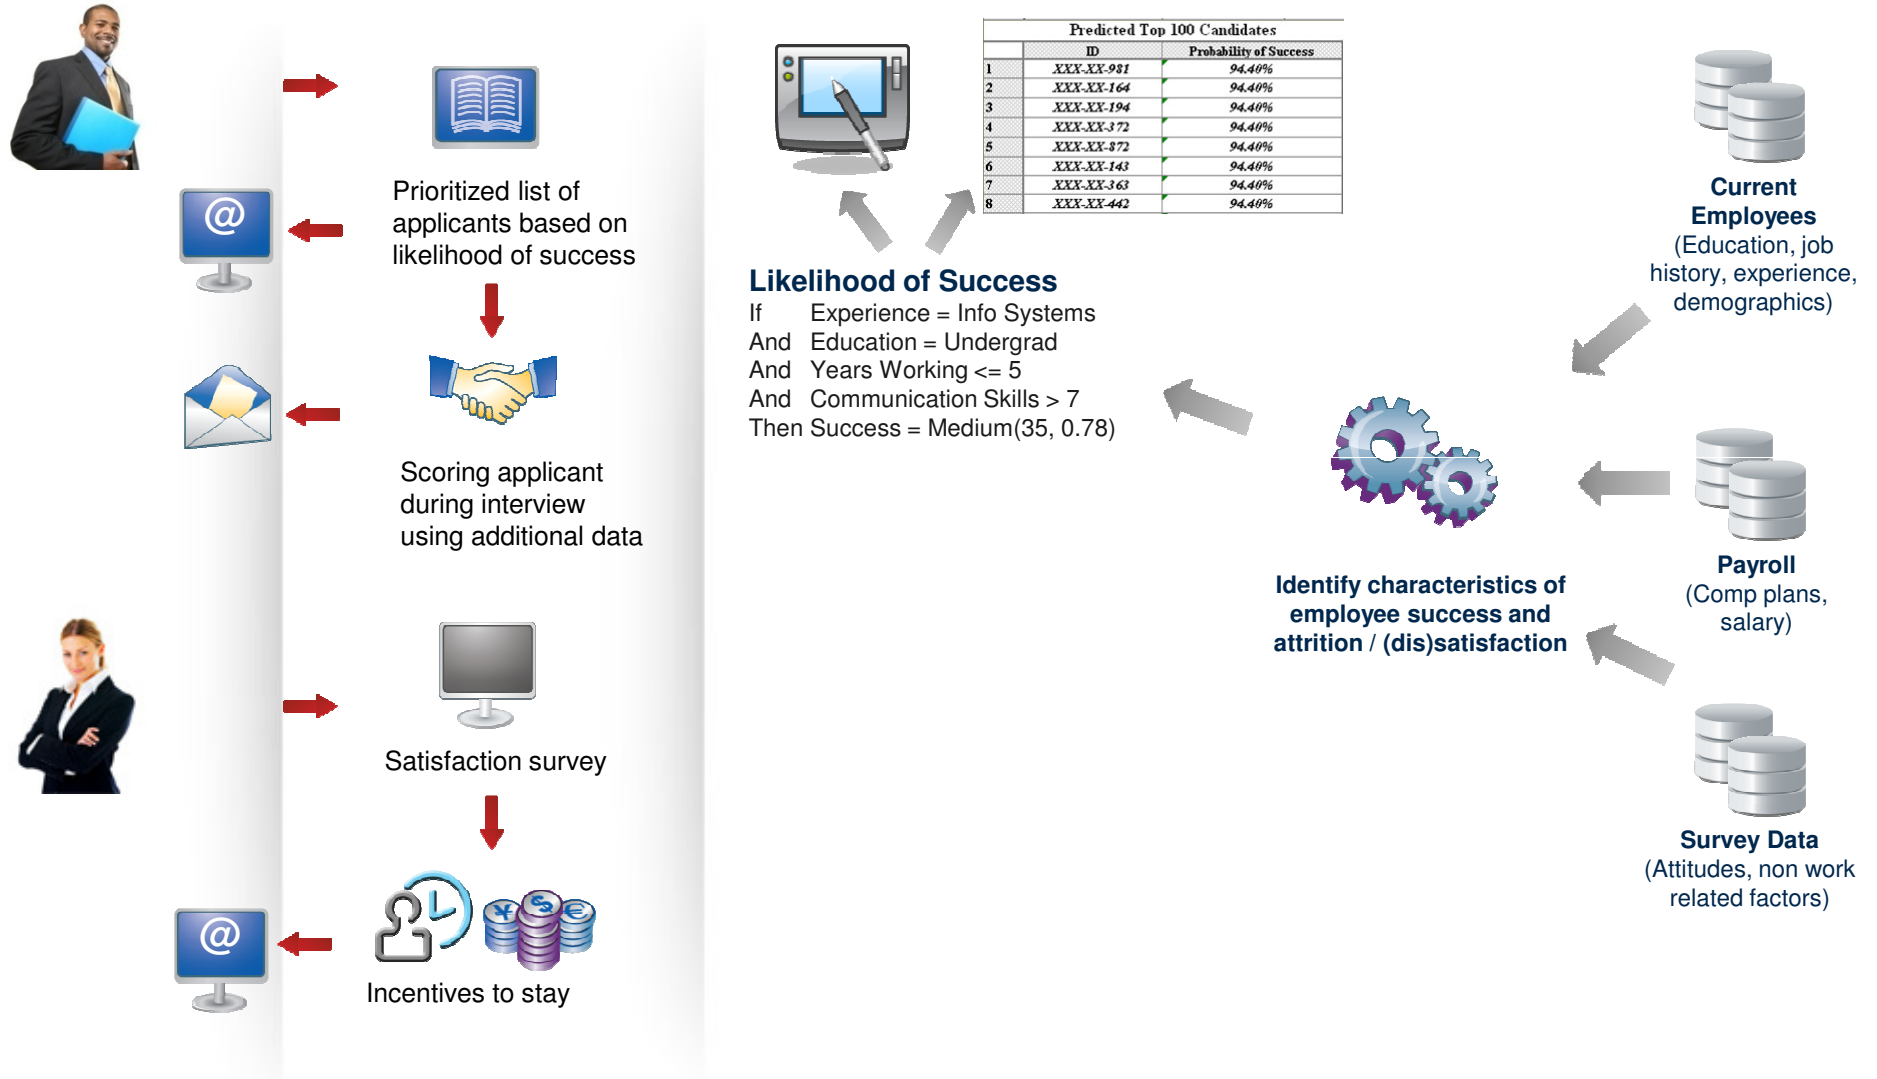 @
Prioritized list of
applicants based on
likelihood of success
Scoring applicant
during interview
using additional data
Satisfaction survey
¥ $ €
@
Incentives to stay
Predicted Top 100 Candidates
ID Probability of Success
1 XXX-XX-981 94.40%
2 XXX-XX-164 94.40%
3 XXX-XX-194 94.40%
4 XXX-XX-372 94.40%
5 XXX-XX-872 94.40%
6 XXX-XX-143 94.40%
7 XXX-XX-363 94.40%
8 XXX-XX-442 94.40%
Likelihood of Success
If Experience = Info Systems
And Education = Undergrad
And Years Working <= 5
And Communication Skills > 7
Then Success = Medium(35, 0.78)
Identify characteristics of
employee success and
attrition / (dis)satisfaction
Current
Employees
(Education, job
history, experience,
demographics)
Payroll
(Comp plans,
salary)
Survey Data
(Attitudes, non work
related factors)